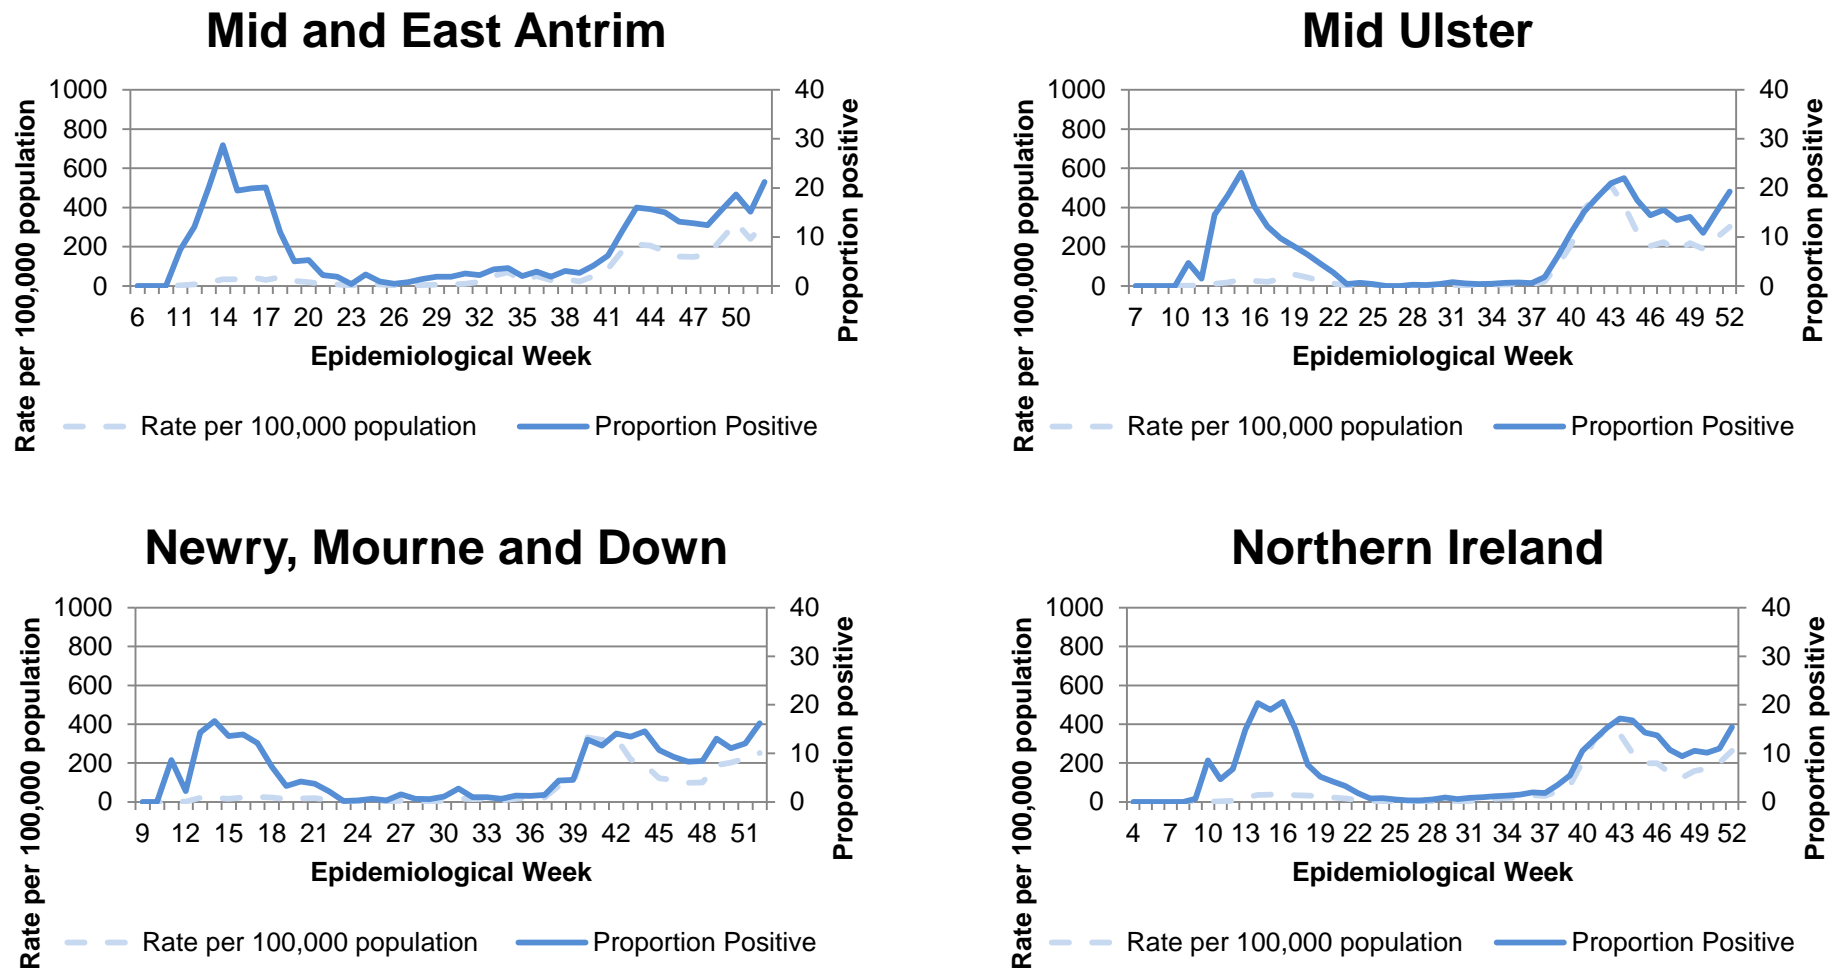 Mid and East Antrim
Rate per 100,000 population
1000
800
600
400
200
0
40
30
20
10
0
Proportion positive
6 11 14 17 20 23 26 29 32 35 38 41 44 47 50
Epidemiological Week
Rate per 100,000 population Proportion Positive
Mid Ulster
Rate per 100,000 population
1000
800
600
400
200
0
40
30
20
10
0
Proportion positive
7 10 13 16 19 22 25 28 31 34 37 40 43 46 49 52
Epidemiological Week
Rate per 100,000 population Proportion Positive
Newry, Mourne and Down
Rate per 100,000 population
1000
800
600
400
200
0
40
30
20
10
0
Proportion positive
9 12 15 18 21 24 27 30 33 36 39 42 45 48 51
Epidemiological Week
Rate per 100,000 population Proportion Positive
Northern Ireland
Rate per 100,000 population
1000
800
600
400
200
0
40
30
20
10
0
Proportion positive
4 7 10 13 16 19 22 25 28 31 34 37 40 43 46 49 52
Epidemiological Week
Rate per 100,000 population Proportion Positive